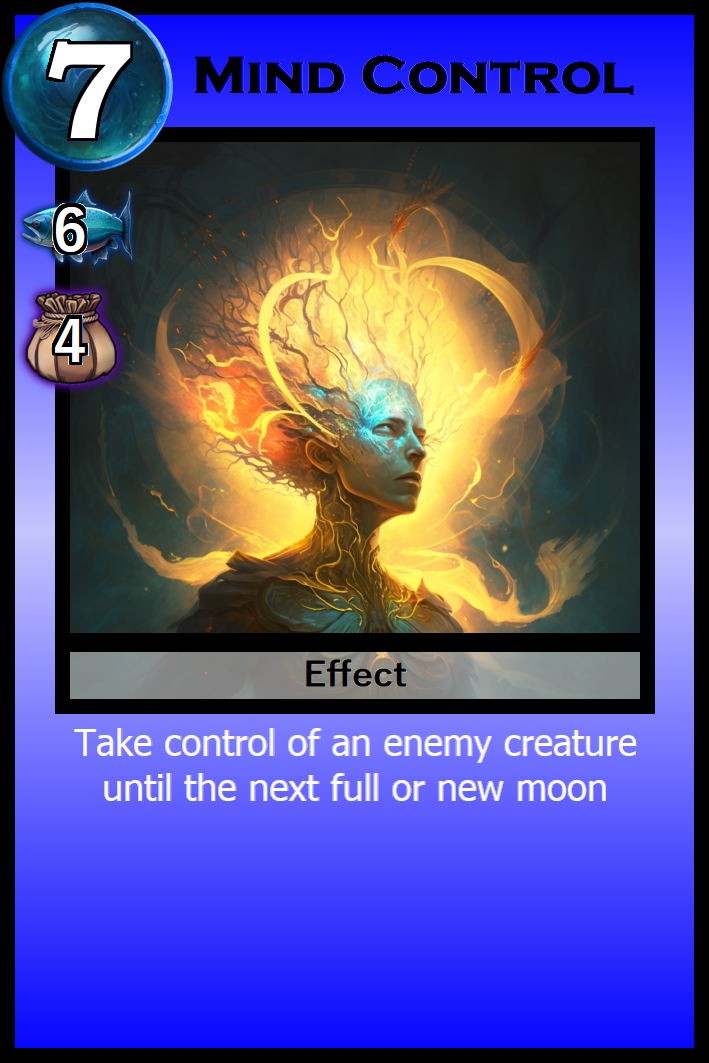 7
Mind Control
6
4
Effect
Take control of an enemy creature
until the next full or new moon